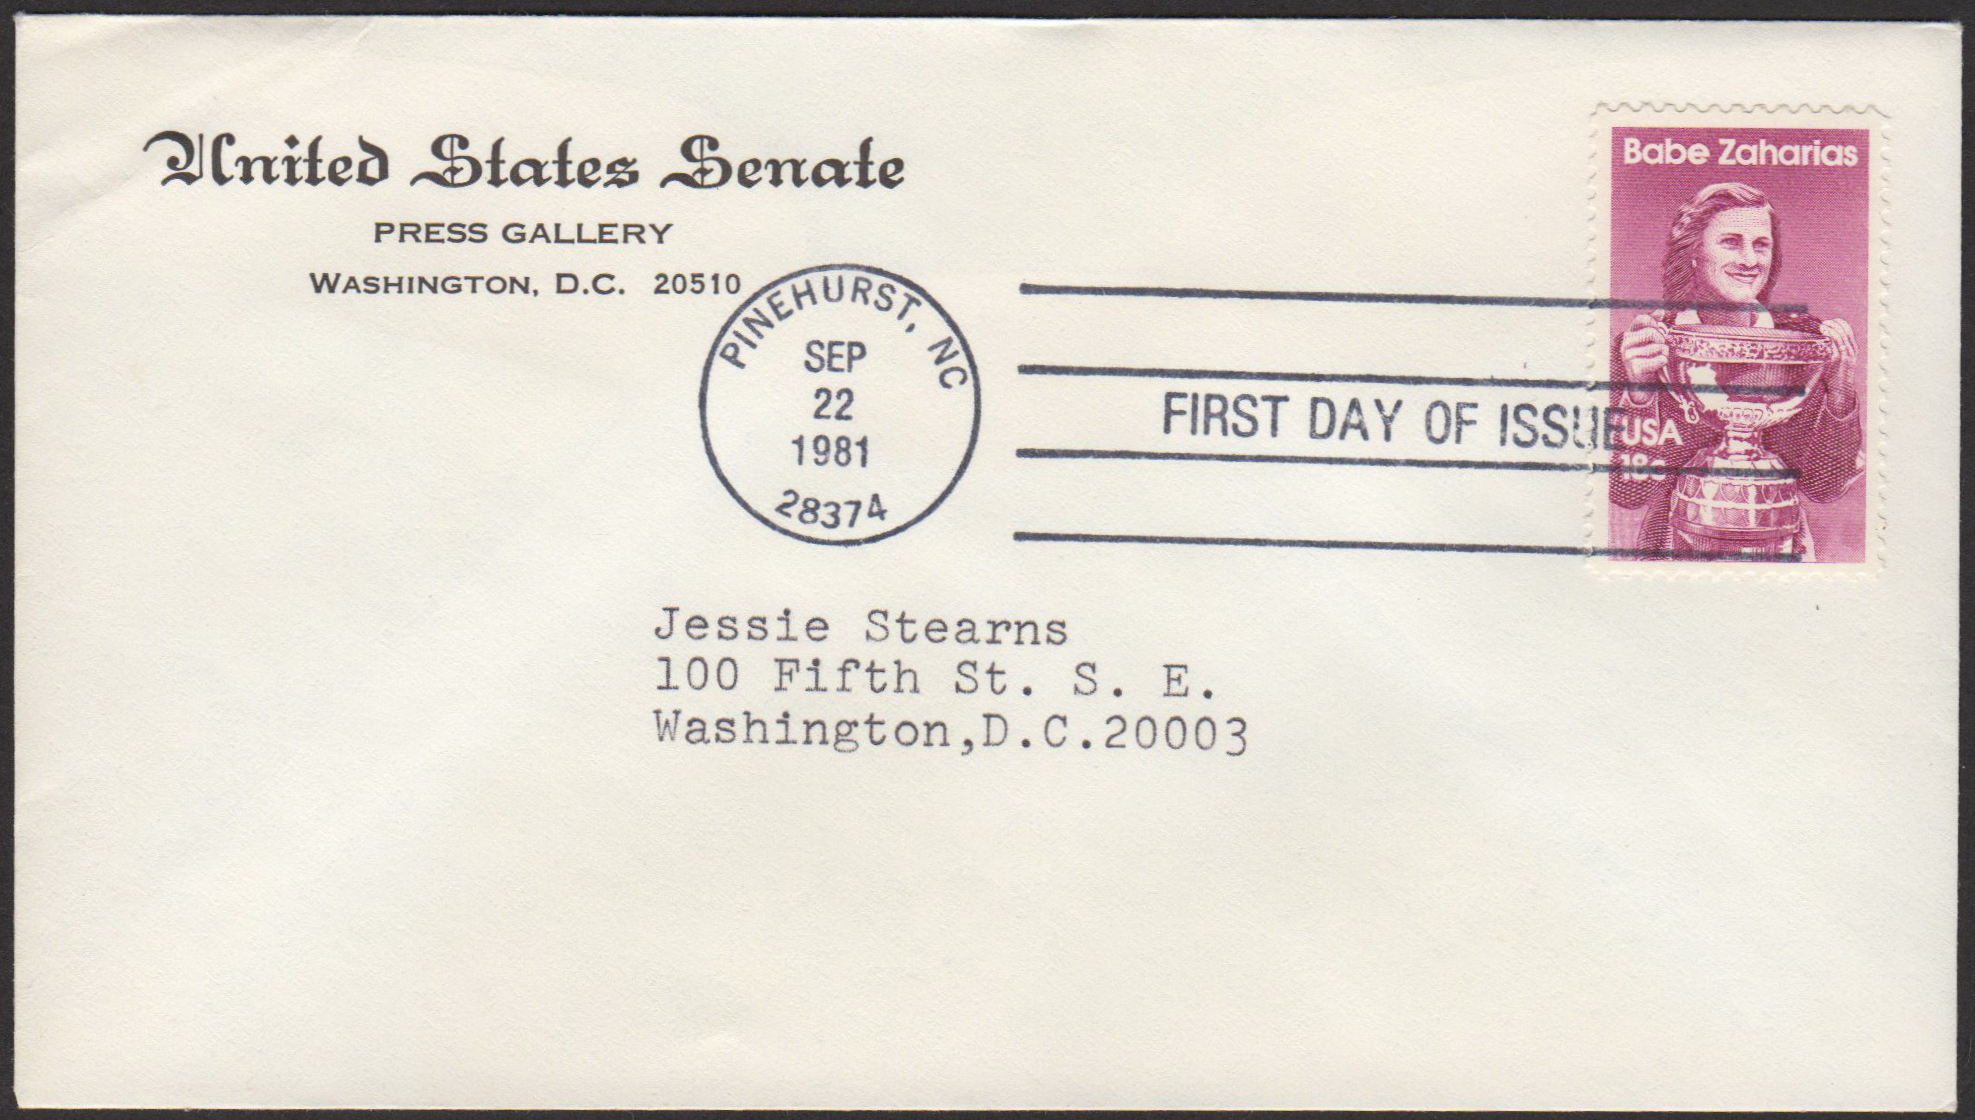 United States Senate
PRESS GALLERY
WASHINGTON, D.C. 20510
PINEHURST, NC
SEP
22
1981
28374
FIRST DAY OF ISSUE
Babe Zaharias
USA
18c
Jessie Stearns
100 Fifth St. S. E.
Washington,D.C.20003